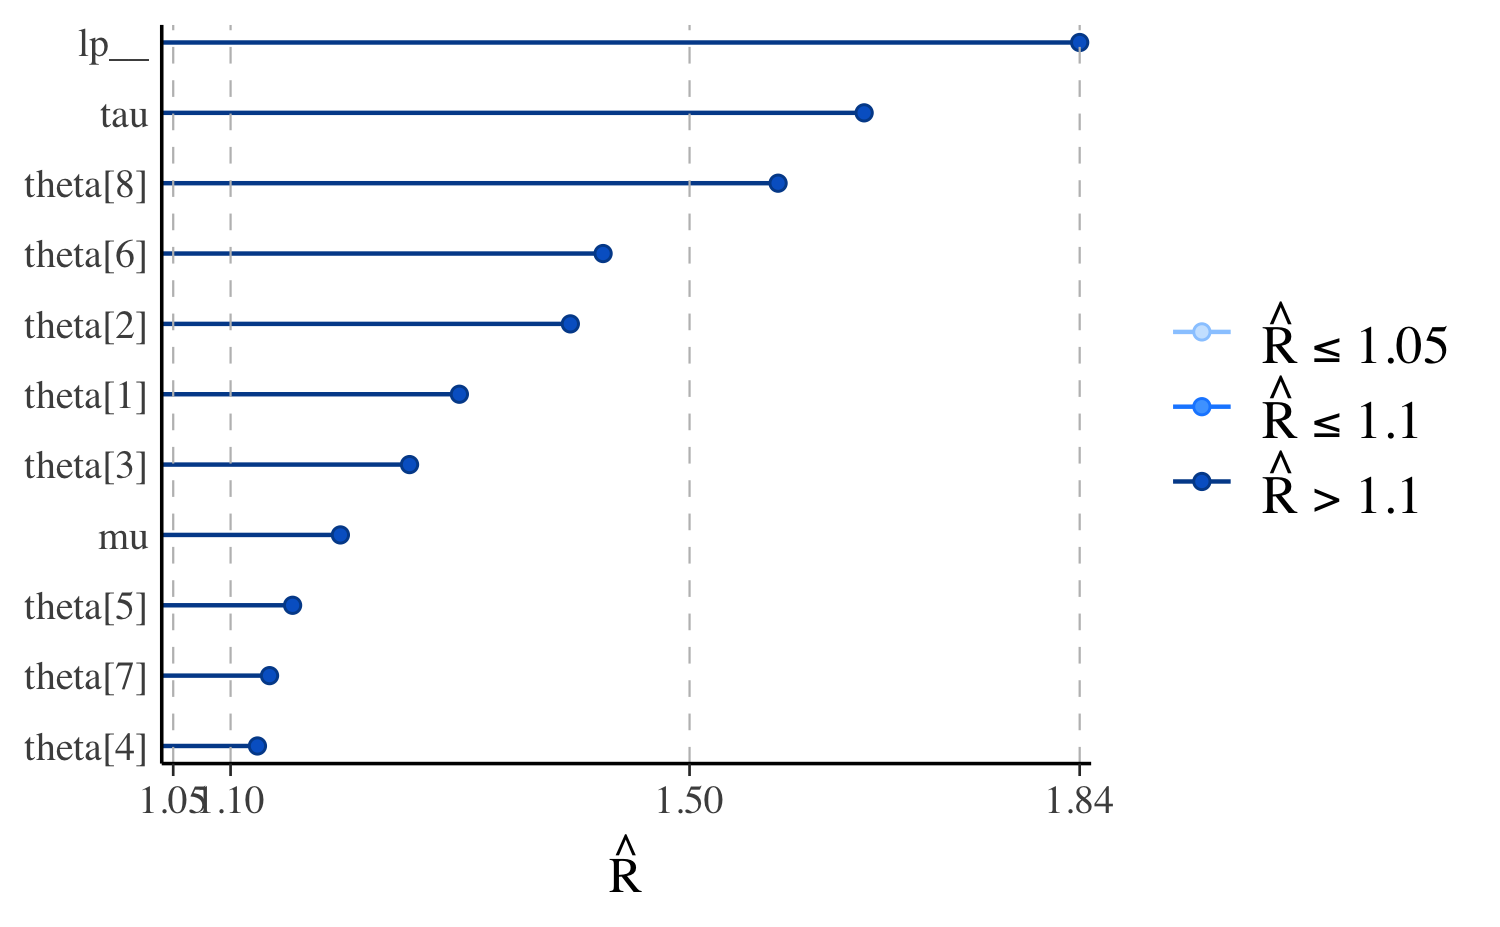 lp__
tau
theta[8]
theta[6]
theta[2]
theta[1]
theta[3]
mu
theta[5]
theta[7]
theta[4]
1.05 1.10 1.50 1.84
R̂
R̂ ≤ 1.05
R̂ ≤ 1.1
R̂ > 1.1